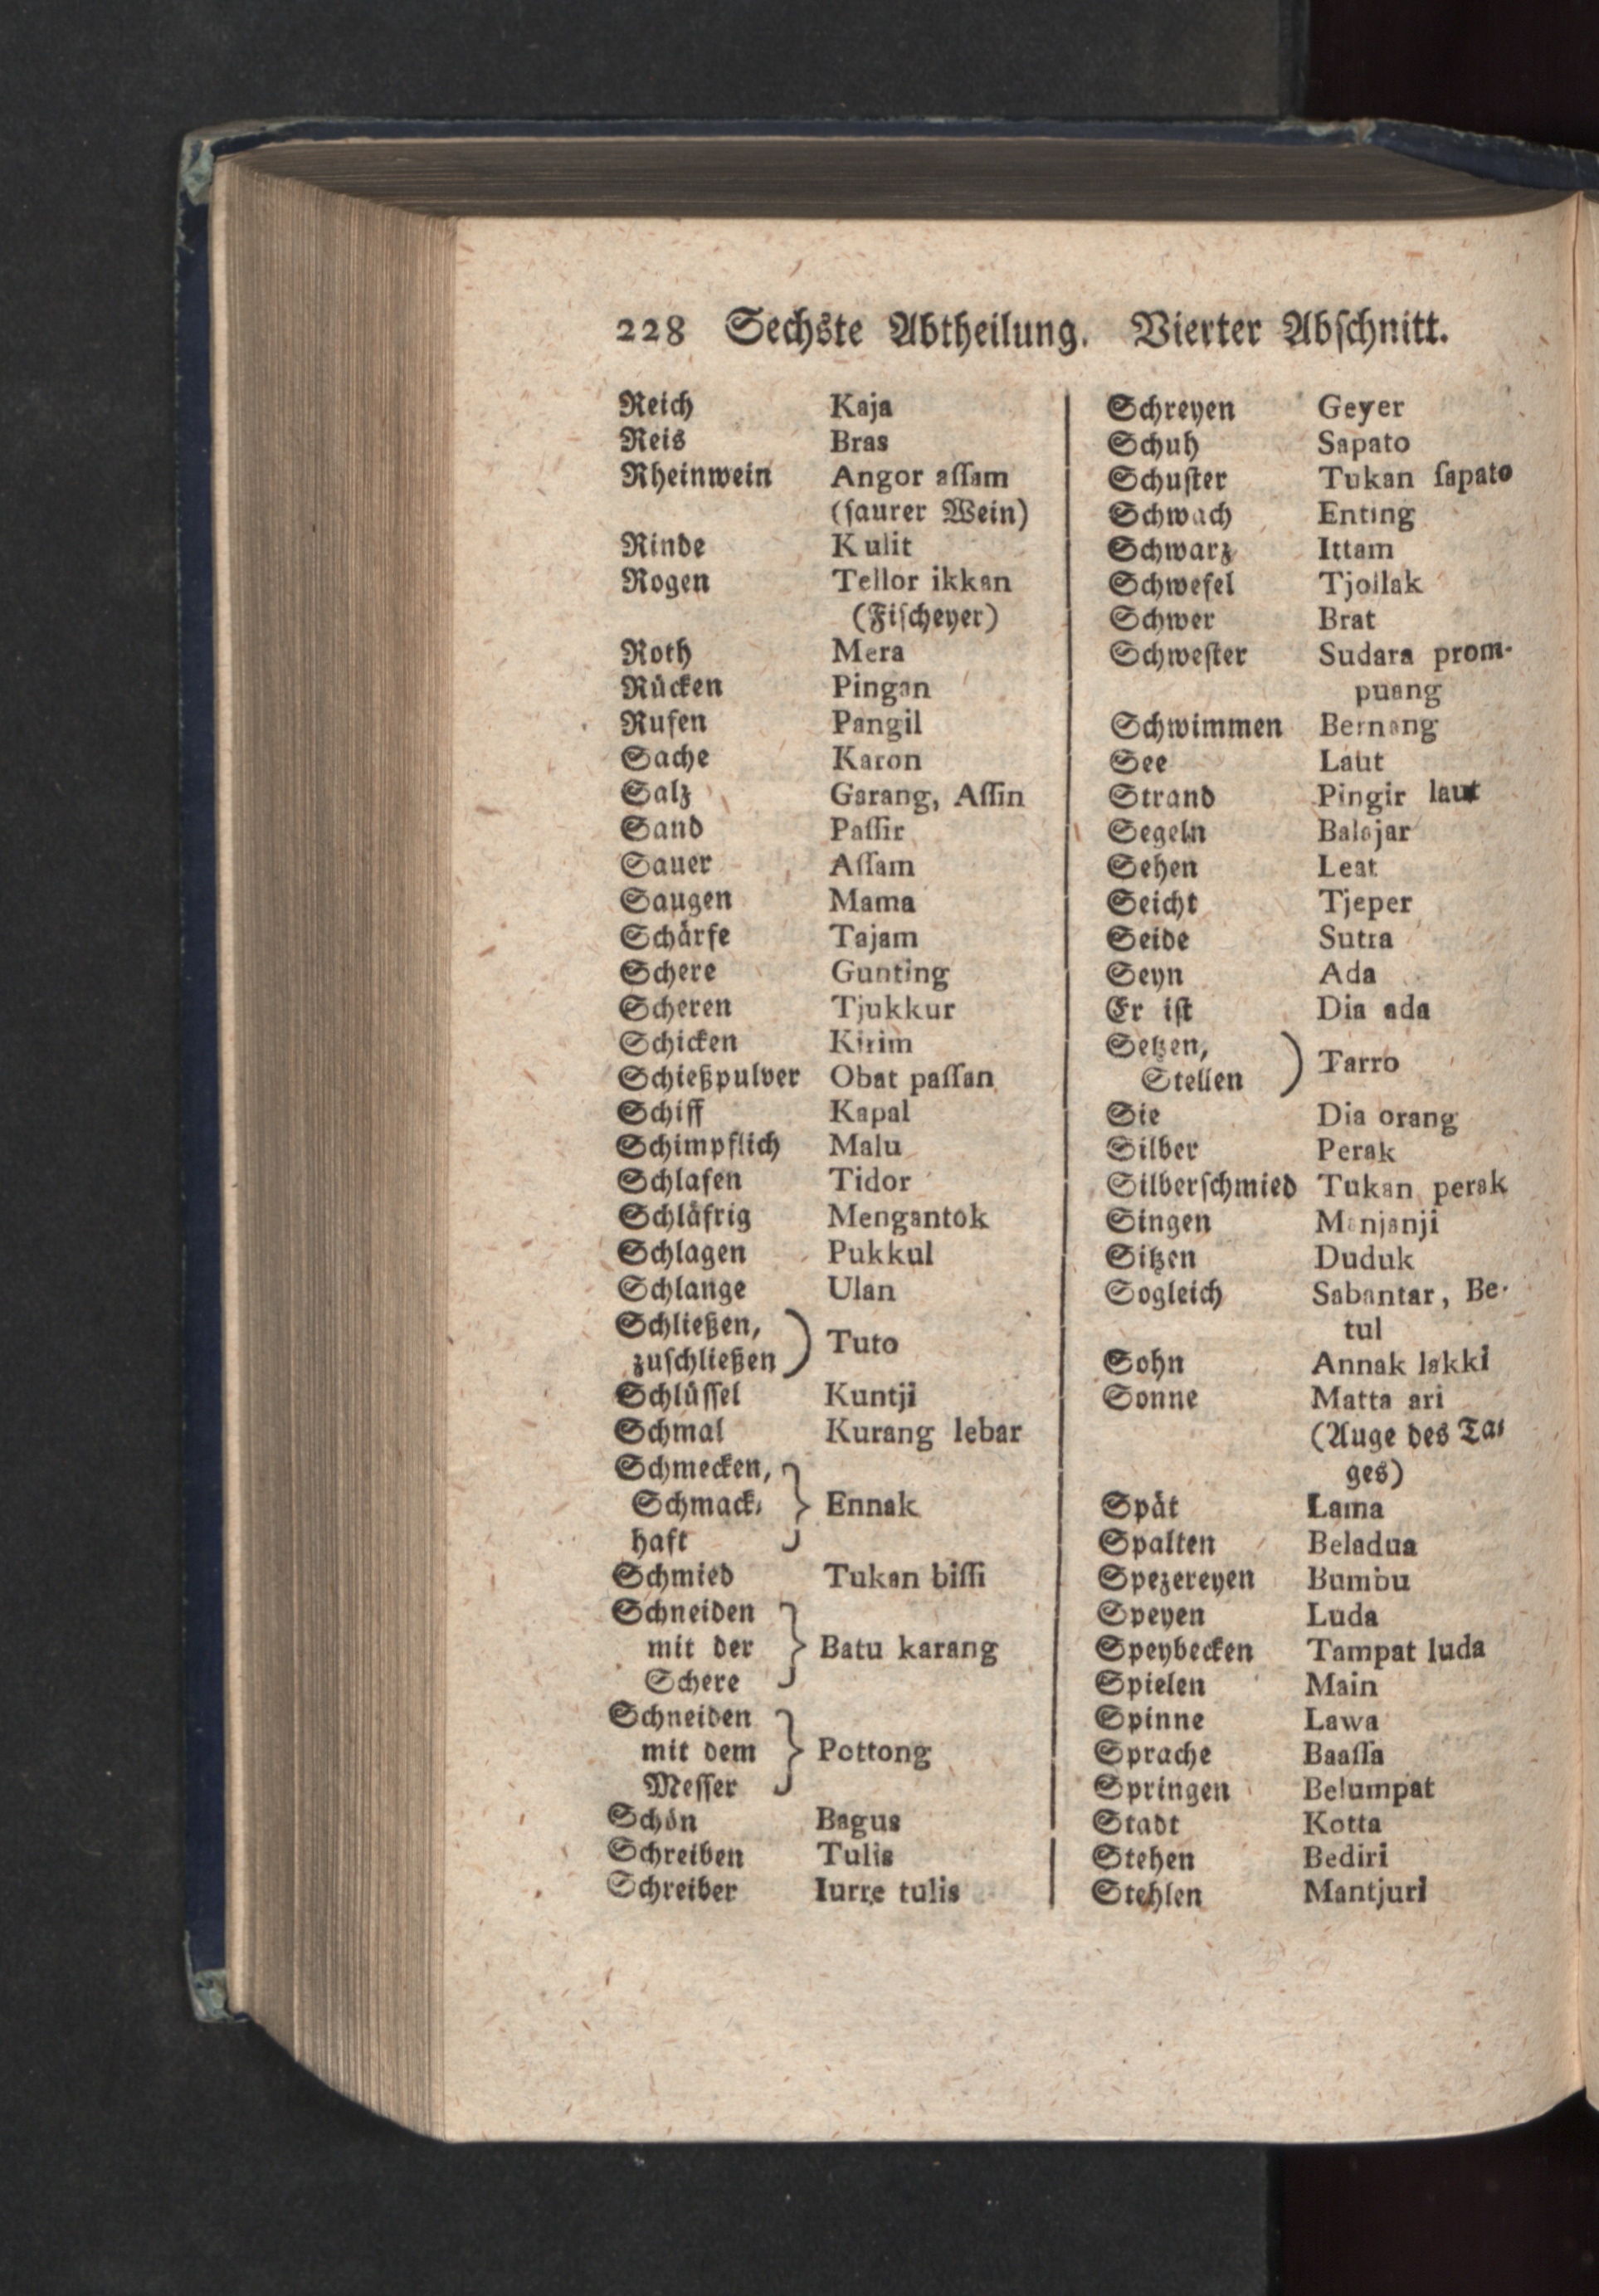 228 Sechste Abtheilung. Vierter Abschnitt.
Reich Kaja
Reis Bras
Rheinwein Angor aſſam
(ſaurer Wein)
Rinde Kulit
Rogen Tellor ikkan
(Fiſcheyer)
Roth Mera
Rücken Pingan
Rufen Pangil
Sache Karon
Salz Garang, Aſſin
Sand Paſſir
Sauer Aſſam
Saugen Mama
Schärfe Tajam
Schere Gunting
Scheren Tjukkur
Schicken Kirim
Schießpulver Obat paſſan
Schiff Kapal
Schimpflich Malu
Schlafen Tidor
Schläfrig Mengantok
Schlagen Pukkul
Schlange Ulan
Schließen,
zuſchließen ) Tuto
Schlüſſel Kuntji
Schmal Kurang lebar
Schmecken,
Schmack- } Ennak
haft
Schmied Tukan biſſi
Schneiden
mit der } Batu karang
Schere
Schneiden
mit dem } Pottong
Meſſer
Schön Bagus
Schreiben Tulis
Schreiber Iurre tulis
Schreyen Geyer
Schuh Sapato
Schuſter Tukan ſapato
Schwach Enting
Schwarz Ittam
Schwefel Tjollak
Schwer Brat
Schweſter Sudara prom-
puang
Schwimmen Bernang
See Laut
Strand Pingir laut
Segeln Balajar
Sehen Leat
Seicht Tjeper
Seide Sutra
Seyn Ada
Er iſt Dia ada
Setzen,
Stellen ) Tarro
Sie Dia orang
Silber Perak
Silberſchmied Tukan perak
Singen Manjanji
Sitzen Duduk
Sogleich Sabantar, Be-
tul
Sohn Annak lakki
Sonne Matta ari
(Auge des Ta-
ges)
Spät Lama
Spalten Beladua
Spezereyen Bumbu
Speyen Luda
Speybecken Tampat luda
Spielen Main
Spinne Lawa
Sprache Baaſſa
Springen Belumpat
Stadt Kotta
Stehen Bediri
Stehlen Mantjuri